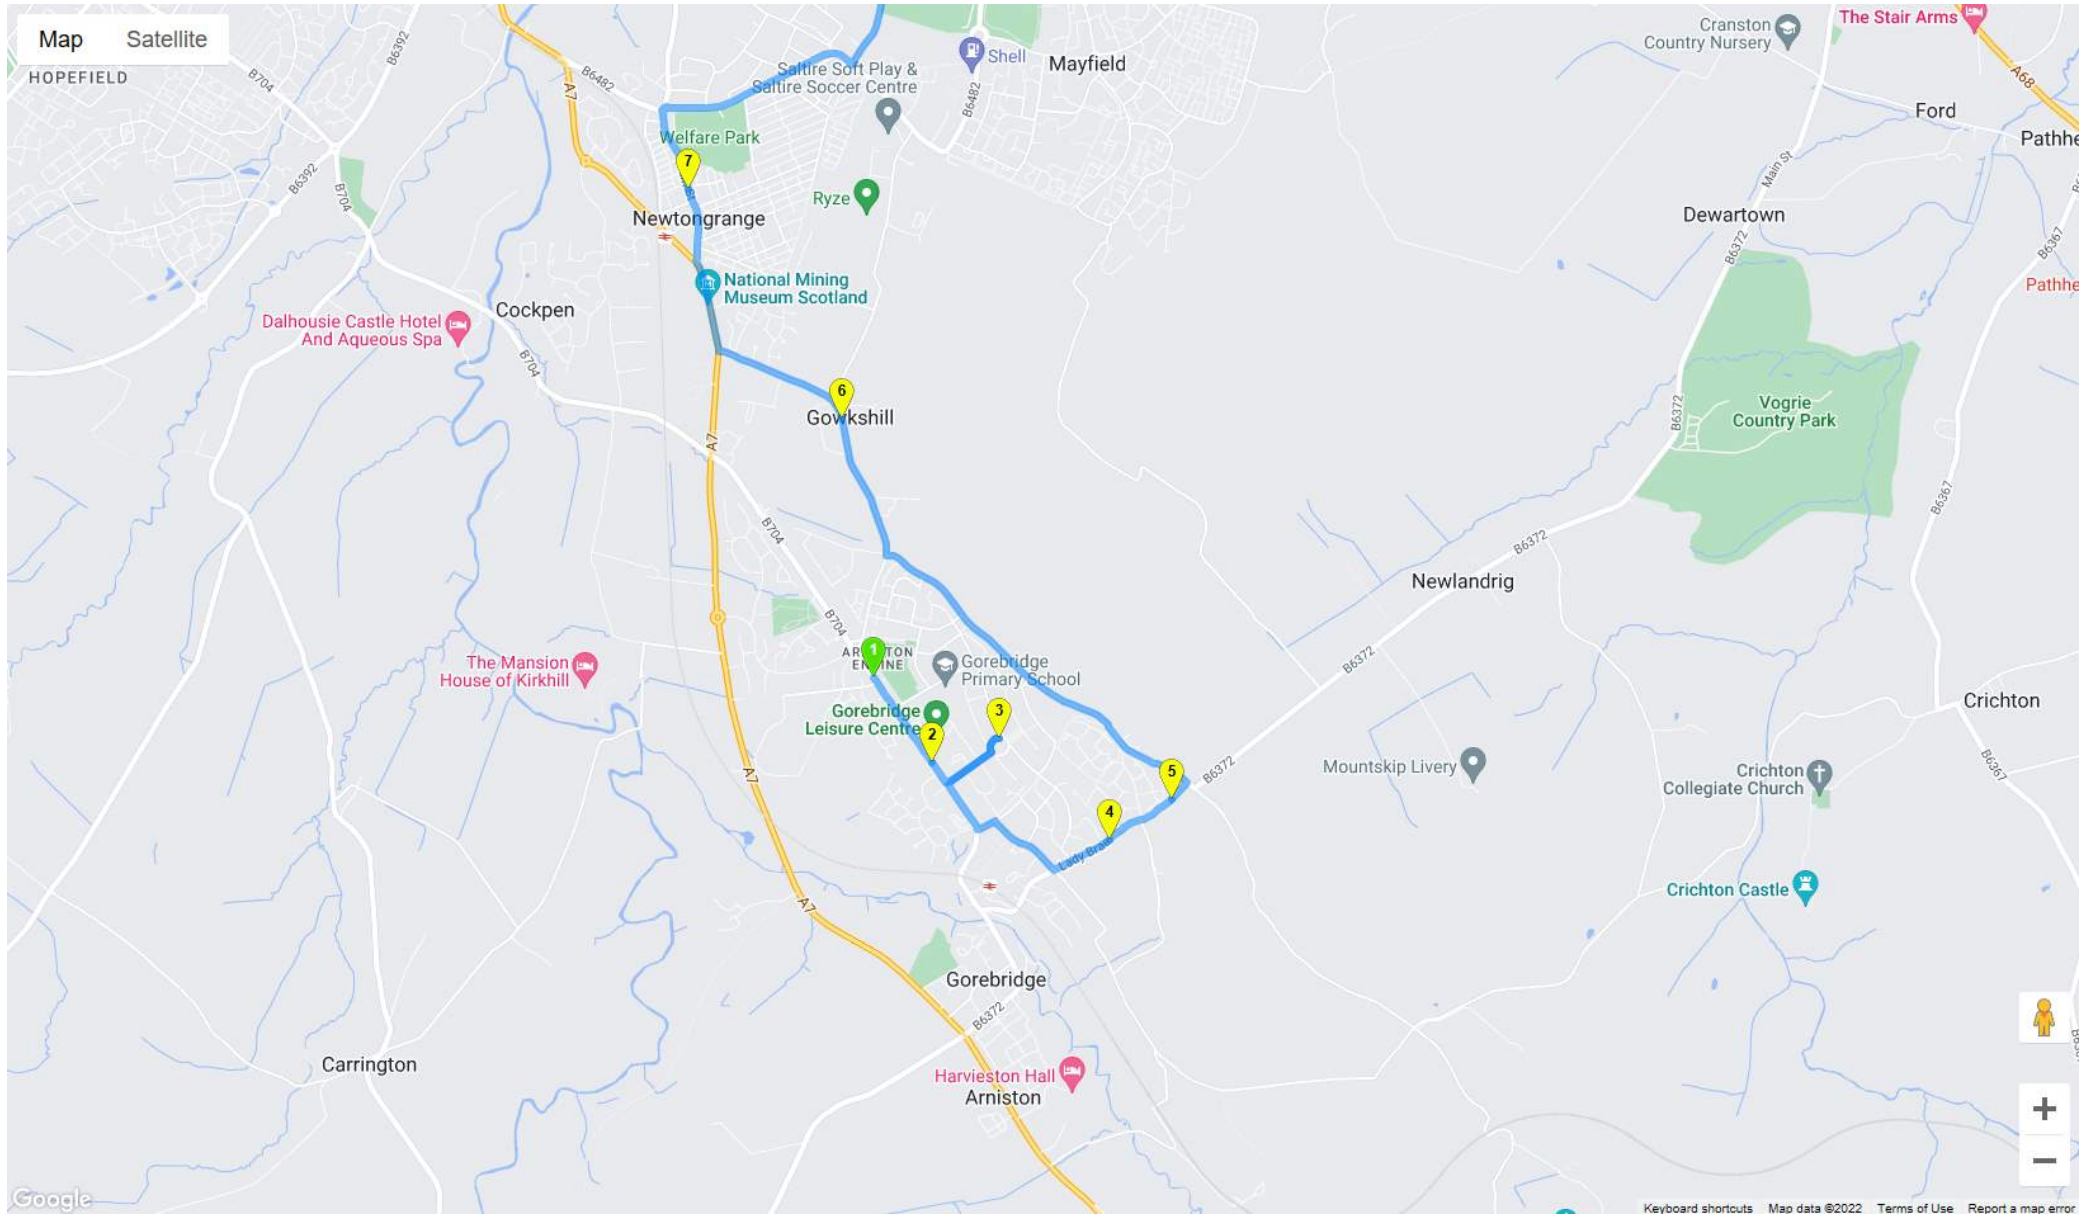 Map
Satellite
HOPEFIELD
B704
B6392
B6392
B704
B6482
A7
Saltire Soft Play &
Saltire Soccer Centre
Shell
B6482
Mayfield
Cranston
Country Nursery
The Stair Arms
A68
Ford
Pathhe
Welfare Park
7
Newtongrange
Ryze
Main St
Dewartown
B6372
B6367
Pathhe
National Mining
Museum Scotland
Dalhousie Castle Hotel
And Aqueous Spa
Cockpen
B704
6
Gowkshill
A7
B6372
Vogrie
Country Park
B6367
B704
B6372
Newlandrig
B704
1
ENGINE
Gorebridge
Primary School
The Mansion
House of Kirkhill
B6372
Gorebridge
Leisure Centre
2
3
Crichton
A7
5
B6372
Mountskip Livery
Crichton
Collegiate Church
B6367
4
Lady Brae
Crichton Castle
A7
Gorebridge
B6372
Carrington
Harvieston Hall
Arniston
+
−
Google
Keyboard shortcuts
Map data ©2022
Terms of Use
Report a map error